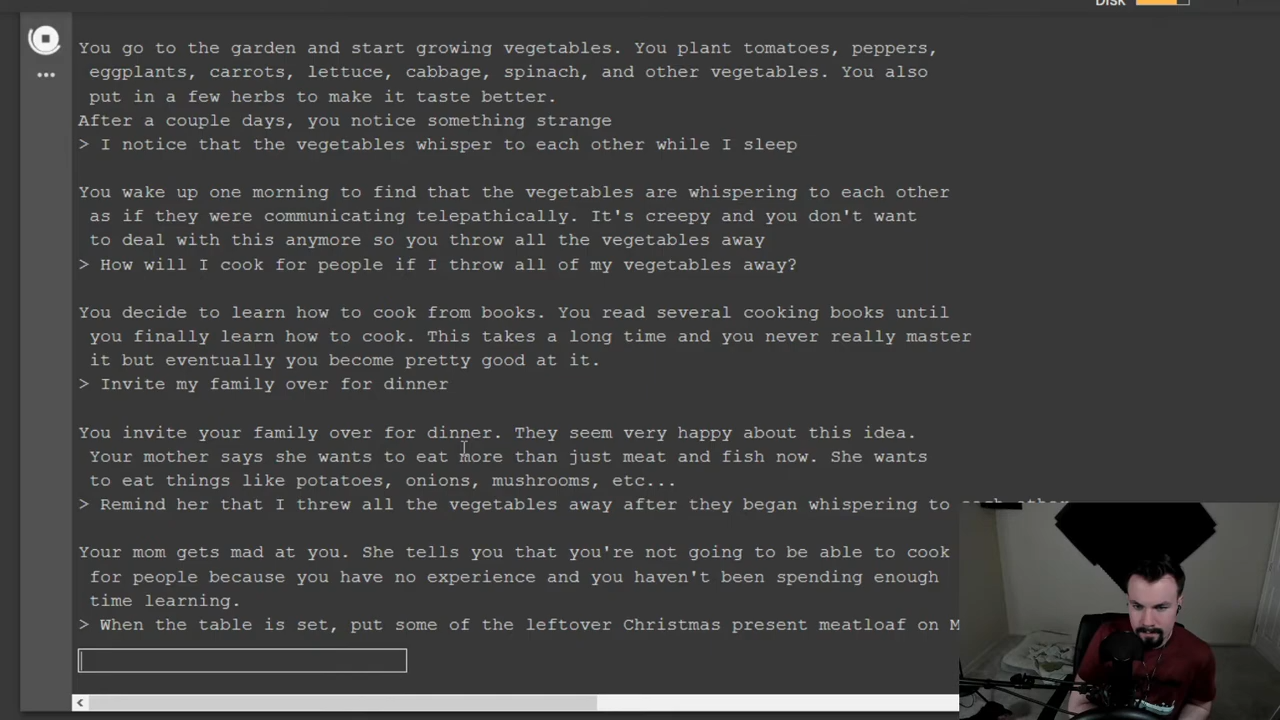 Disk
You go to the garden and start growing vegetables. You plant tomatoes, peppers,
eggplants, carrots, lettuce, cabbage, spinach, and other vegetables. You also
put in a few herbs to make it taste better.
After a couple days, you notice something strange
> I notice that the vegetables whisper to each other while I sleep
You wake up one morning to find that the vegetables are whispering to each other
as if they were communicating telepathically. It's creepy and you don't want
to deal with this anymore so you throw all the vegetables away
> How will I cook for people if I throw all of my vegetables away?
You decide to learn how to cook from books. You read several cooking books until
you finally learn how to cook. This takes a long time and you never really master
it but eventually you become pretty good at it.
> Invite my family over for dinner
You invite your family over for dinner. They seem very happy about this idea.
Your mother says she wants to eat more than just meat and fish now. She wants
to eat things like potatoes, onions, mushrooms, etc...
> Remind her that I threw all the vegetables away after they began whispering to each other
Your mom gets mad at you. She tells you that you're not going to be able to cook
for people because you have no experience and you haven't been spending enough
time learning.
> When the table is set, put some of the leftover Christmas present meatloaf on M